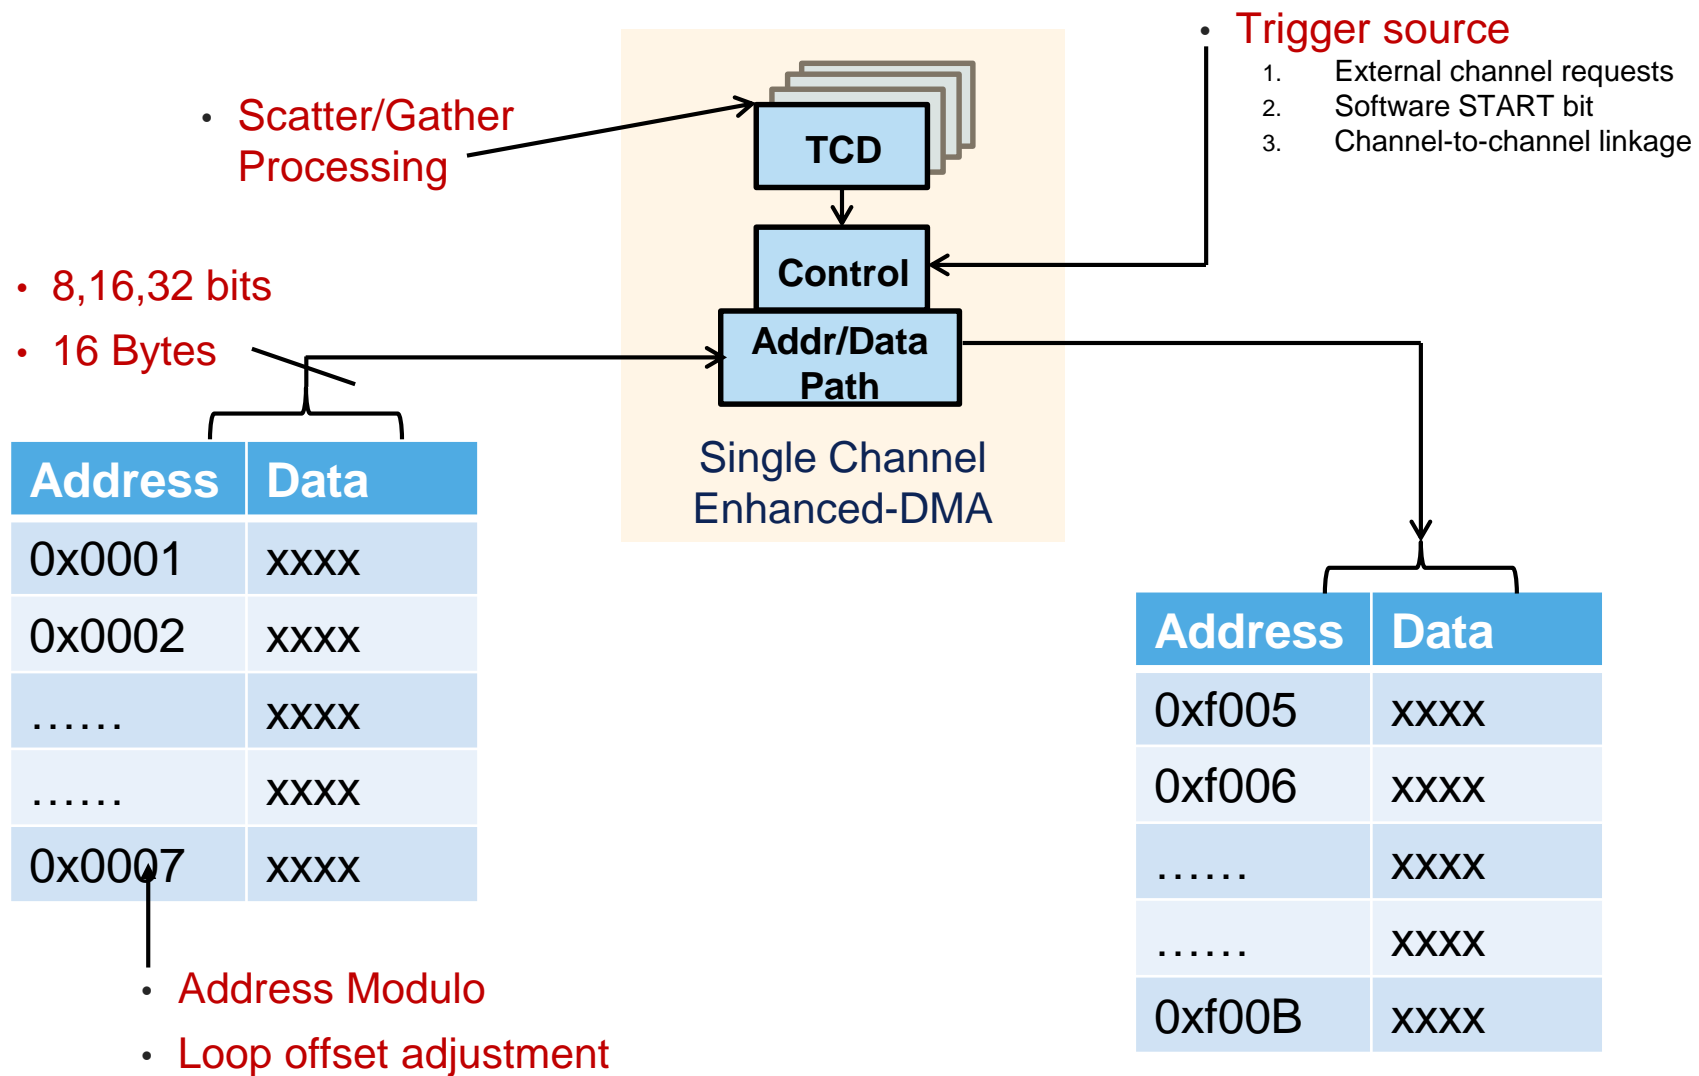 • Trigger source
1. External channel requests
2. Software START bit
3. Channel-to-channel linkage
• Scatter/Gather
Processing
TCD
Control
Addr/Data
Path
Single Channel
Enhanced-DMA
• 8,16,32 bits
• 16 Bytes
Address Data
0x0001 xxxx
0x0002 xxxx
...... xxxx
...... xxxx
0x0007 xxxx
• Address Modulo
• Loop offset adjustment
Address Data
0xf005 xxxx
0xf006 xxxx
...... xxxx
...... xxxx
0xf00B xxxx